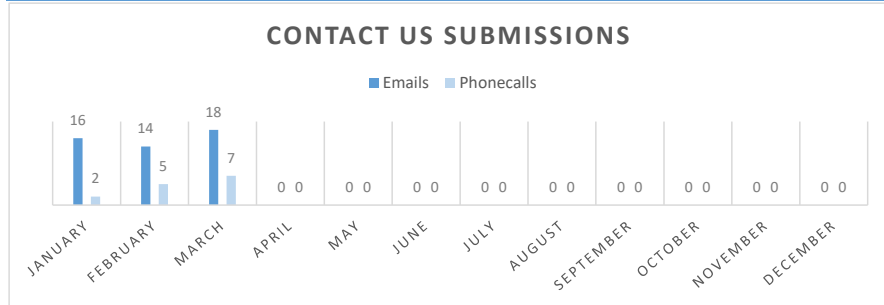 CONTACT US SUBMISSIONS
Emails Phonecalls
16 2 14 5 18 7 0 0 0 0 0 0 0 0 0 0 0 0 0 0 0 0 0 0
JANUARY FEBRUARY MARCH APRIL MAY JUNE JULY AUGUST SEPTEMBER OCTOBER NOVEMBER DECEMBER